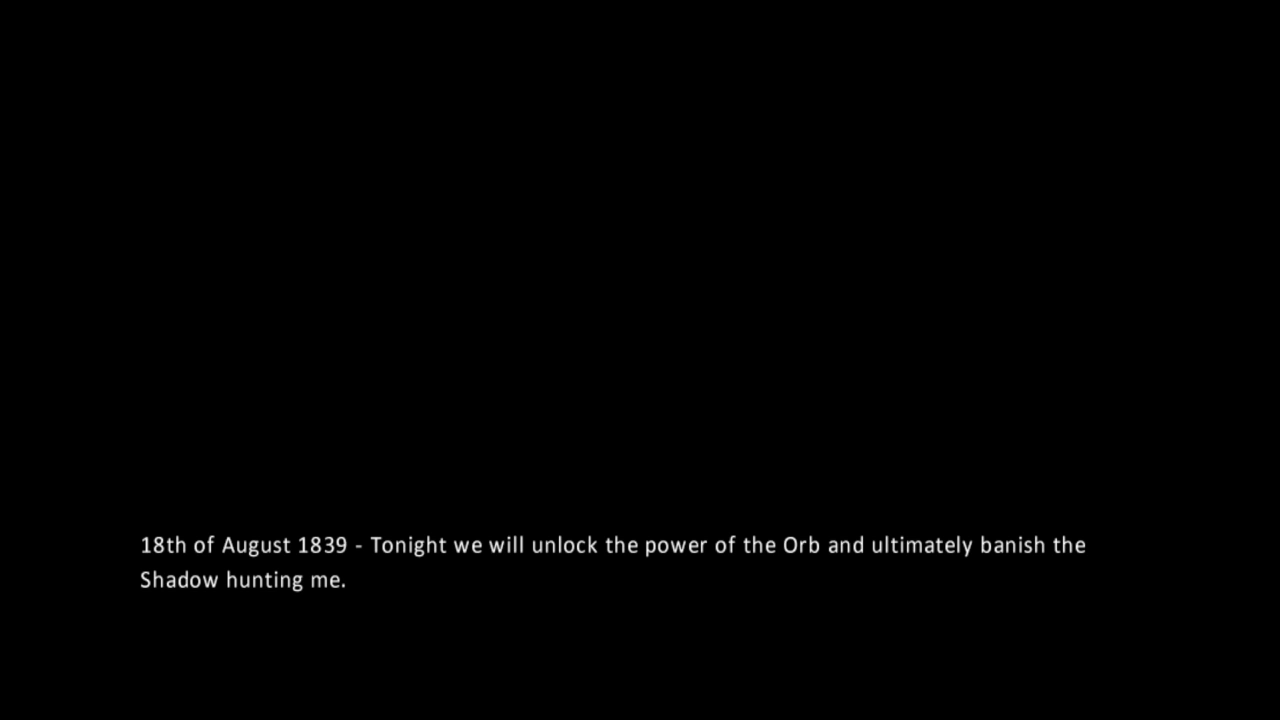 18th of August 1839 - Tonight we will unlock the power of the Orb and ultimately banish the
Shadow hunting me.